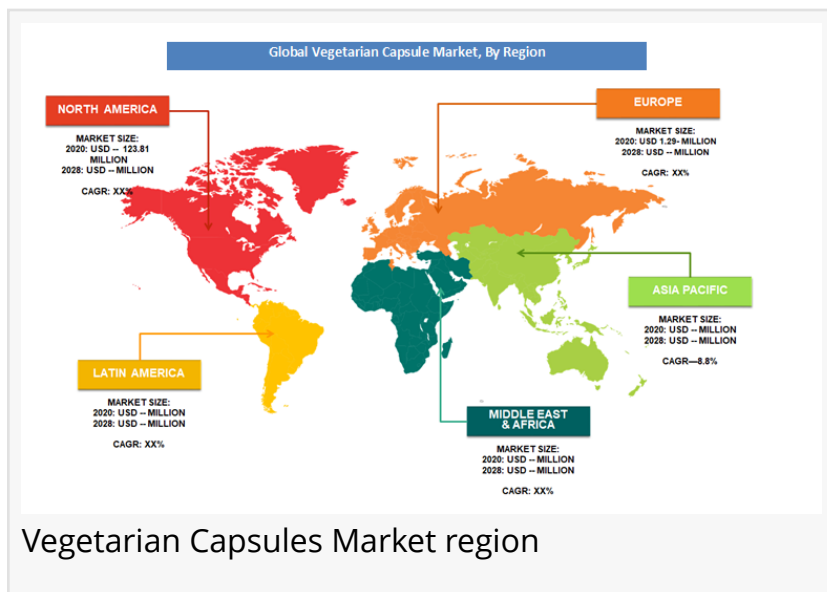 Global Vegetarian Capsule Market, By Region
NORTH AMERICA
MARKET SIZE:
2020: USD -- 123.81
MILLION
2028: USD -- MILLION
CAGR: XX%
EUROPE
MARKET SIZE:
2020: USD 1.29- MILLION
2028: USD -- MILLION
CAGR: XX%
ASIA PACIFIC
MARKET SIZE:
2020: USD -- MILLION
2028: USD -- MILLION
CAGR—8.8%
LATIN AMERICA
MARKET SIZE:
2020: USD -- MILLION
2028: USD -- MILLION
CAGR: XX%
MIDDLE EAST
& AFRICA
MARKET SIZE:
2020: USD -- MILLION
2028: USD -- MILLION
CAGR: XX%
Vegetarian Capsules Market region